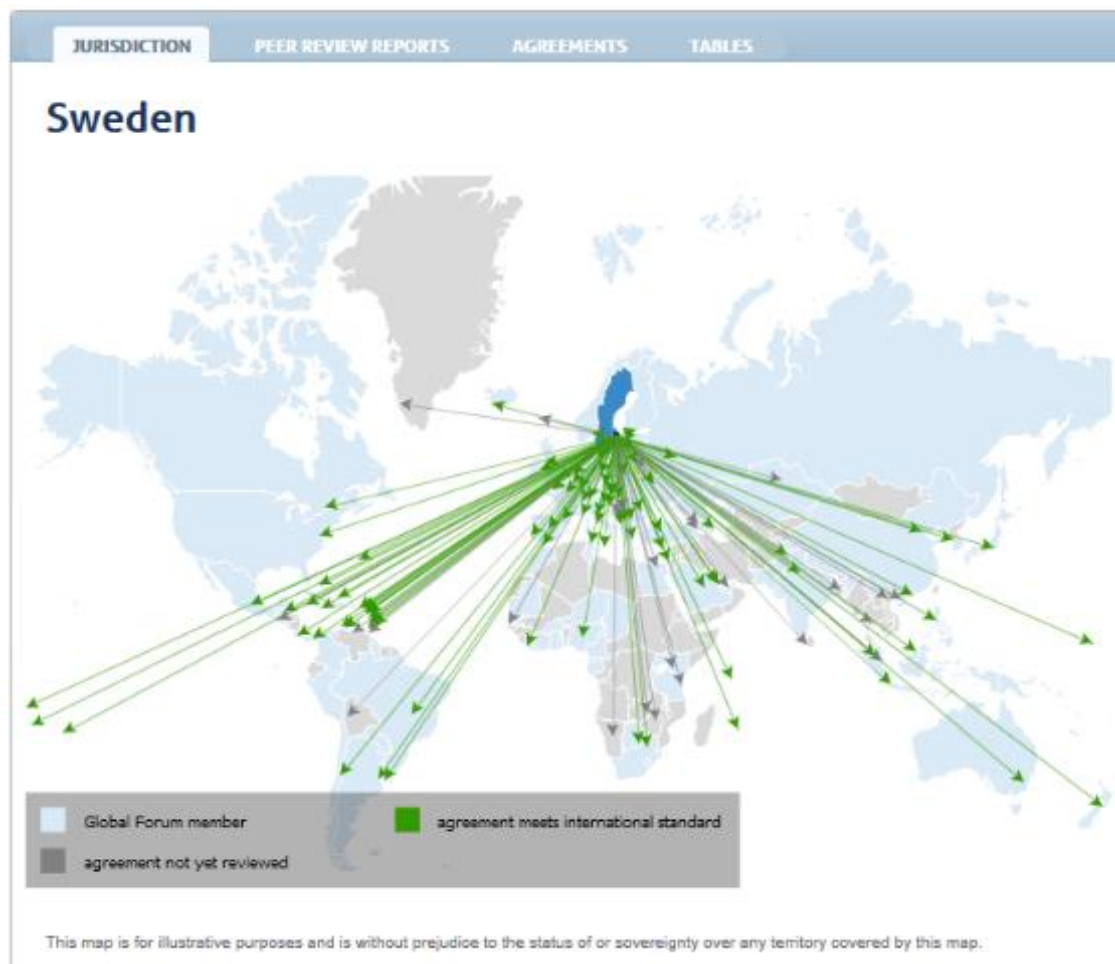 JURISDICTION PEER REVIEW REPORTS AGREEMENTS TABLES
Sweden
Global Forum member agreement meets international standard
agreement not yet reviewed
This map is for illustrative purposes and is without prejudice to the status of or sovereignty over any territory covered by this map.